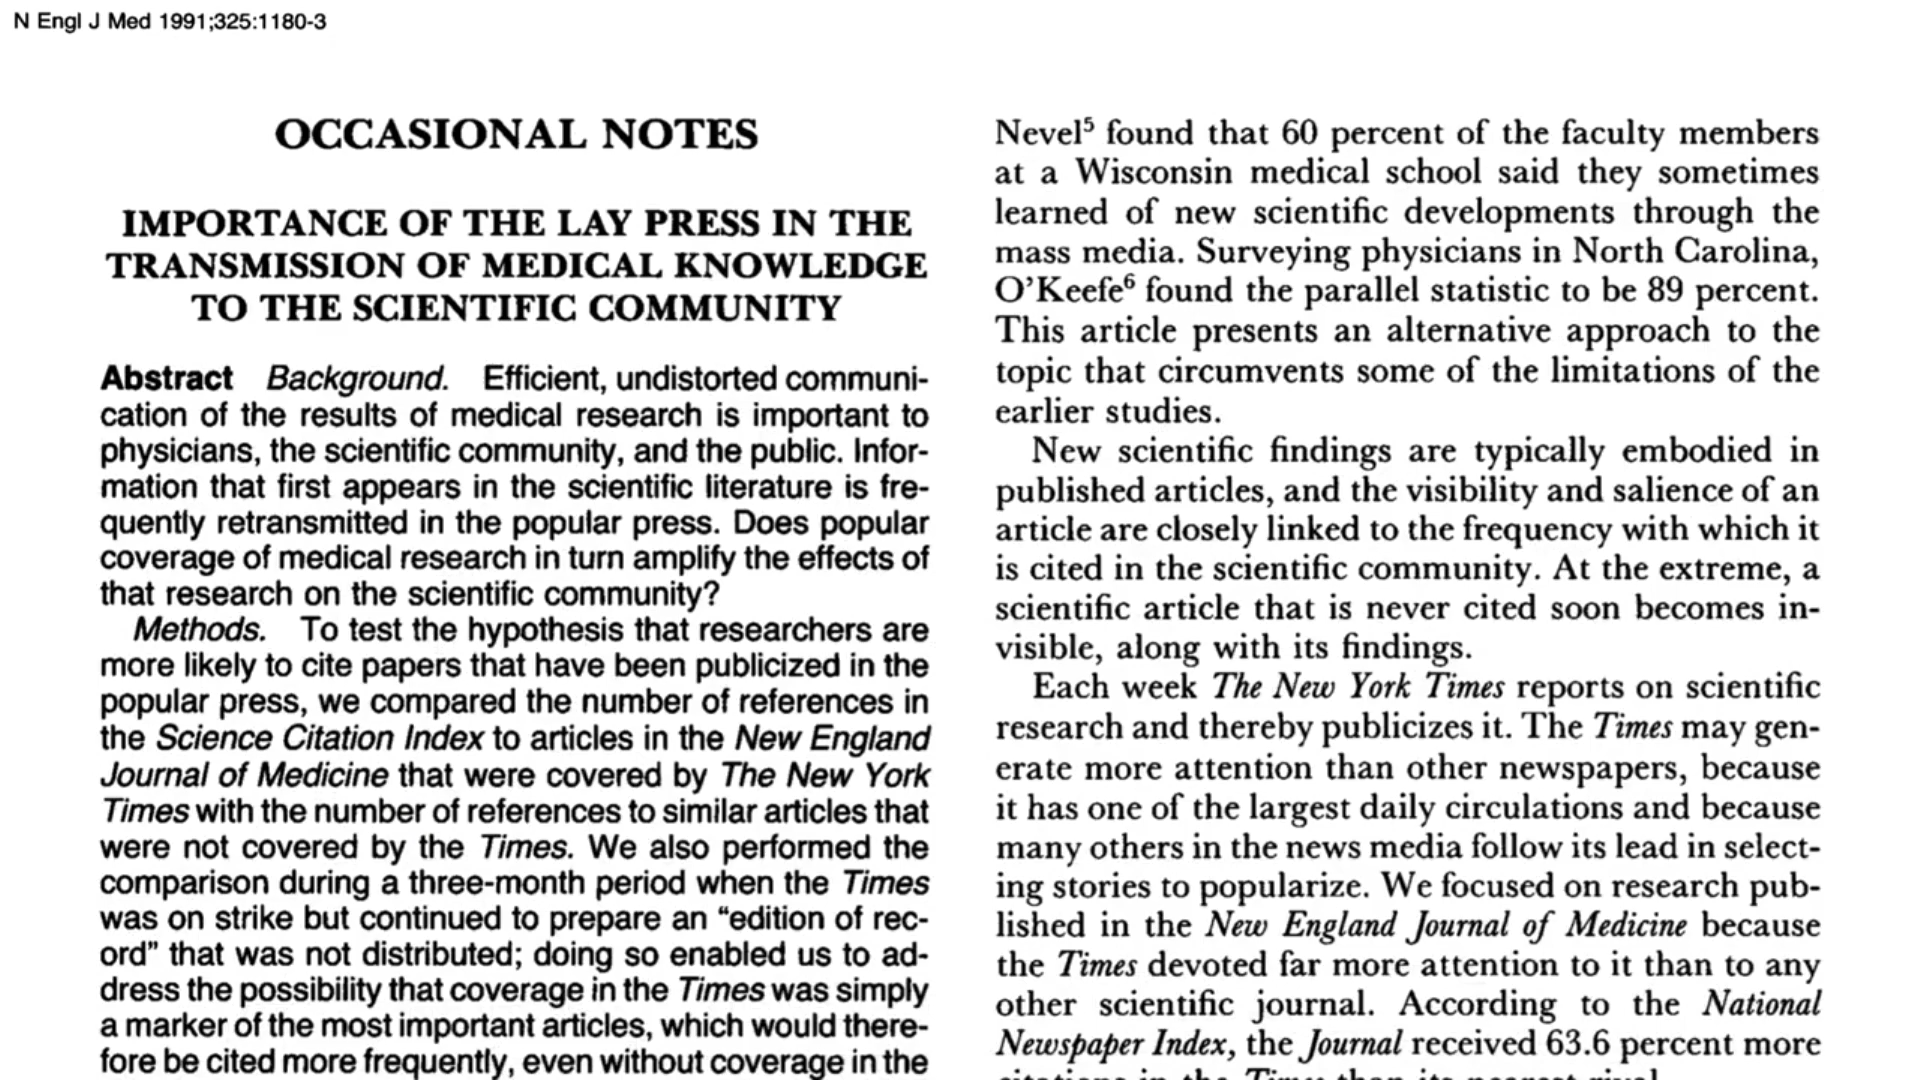 N Engl J Med 1991;325:1180-3
OCCASIONAL NOTES
IMPORTANCE OF THE LAY PRESS IN THE
TRANSMISSION OF MEDICAL KNOWLEDGE
TO THE SCIENTIFIC COMMUNITY
Abstract Background. Efficient, undistorted communi-
cation of the results of medical research is important to
physicians, the scientific community, and the public. Infor-
mation that first appears in the scientific literature is fre-
quently retransmitted in the popular press. Does popular
coverage of medical research in turn amplify the effects of
that research on the scientific community?
Methods. To test the hypothesis that researchers are
more likely to cite papers that have been publicized in the
popular press, we compared the number of references in
the Science Citation Index to articles in the New England
Journal of Medicine that were covered by The New York
Times with the number of references to similar articles that
were not covered by the Times. We also performed the
comparison during a three-month period when the Times
was on strike but continued to prepare an “edition of rec-
ord” that was not distributed; doing so enabled us to ad-
dress the possibility that coverage in the Times was simply
a marker of the most important articles, which would there-
fore be cited more frequently, even without coverage in the
Nevel⁵ found that 60 percent of the faculty members
at a Wisconsin medical school said they sometimes
learned of new scientific developments through the
mass media. Surveying physicians in North Carolina,
O’Keefe⁶ found the parallel statistic to be 89 percent.
This article presents an alternative approach to the
topic that circumvents some of the limitations of the
earlier studies.
New scientific findings are typically embodied in
published articles, and the visibility and salience of an
article are closely linked to the frequency with which it
is cited in the scientific community. At the extreme, a
scientific article that is never cited soon becomes in-
visible, along with its findings.
Each week The New York Times reports on scientific
research and thereby publicizes it. The Times may gen-
erate more attention than other newspapers, because
it has one of the largest daily circulations and because
many others in the news media follow its lead in select-
ing stories to popularize. We focused on research pub-
lished in the New England Journal of Medicine because
the Times devoted far more attention to it than to any
other scientific journal. According to the National
Newspaper Index, the Journal received 63.6 percent more
citations in the Times than its nearest rival